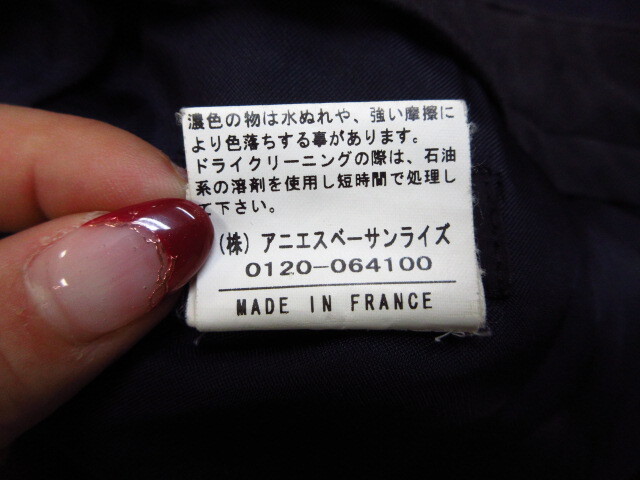 濃色の物は水ぬれや、強い摩擦に
より色落ちする事があります。
ドライクリーニングの際は、石油
系の溶剤を使用し短時間で処理し
て下さい。
(株) アニエスベーサンライズ
0120-064100
MADE IN FRANCE